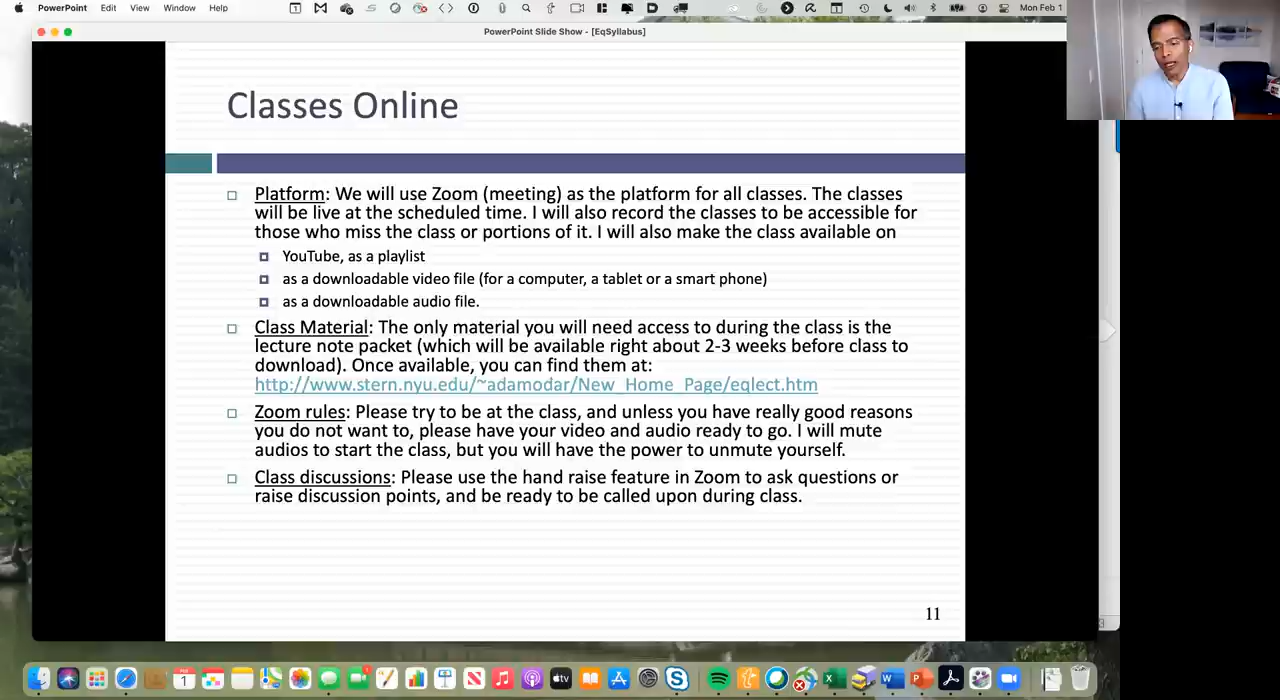 PowerPoint Edit View Window Help Mon Feb 1
PowerPoint Slide Show - [EqSyllabus]
Classes Online
Platform: We will use Zoom (meeting) as the platform for all classes. The classes
will be live at the scheduled time. I will also record the classes to be accessible for
those who miss the class or portions of it. I will also make the class available on
YouTube, as a playlist
as a downloadable video file (for a computer, a tablet or a smart phone)
as a downloadable audio file.
Class Material: The only material you will need access to during the class is the
lecture note packet (which will be available right about 2-3 weeks before class to
download). Once available, you can find them at:
http://www.stern.nyu.edu/~adamodar/New_Home_Page/eqlect.htm
Zoom rules: Please try to be at the class, and unless you have really good reasons
you do not want to, please have your video and audio ready to go. I will mute
audios to start the class, but you will have the power to unmute yourself.
Class discussions: Please use the hand raise feature in Zoom to ask questions or
raise discussion points, and be ready to be called upon during class.
11